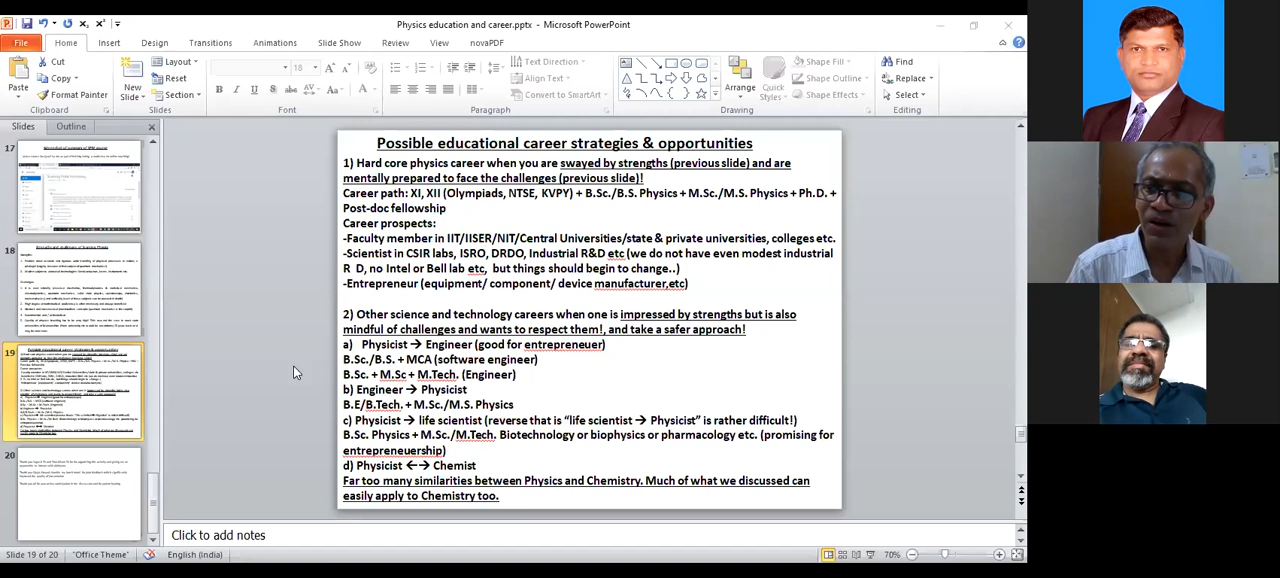 Physics education and career.pptx - Microsoft PowerPoint
File Home Insert Design Transitions Animations Slide Show Review View novaPDF
Paste
Cut
Copy
Format Painter
Clipboard
New Slide
Layout
Reset
Section
Slides
18
Font
Text Direction
Align Text
Convert to SmartArt
Paragraph
Arrange
Quick Styles
Shape Fill
Shape Outline
Shape Effects
Drawing
Find
Replace
Select
Editing
Slides Outline
17
18
19
20
Possible educational career strategies & opportunities
1) Hard core physics career when you are swayed by strengths (previous slide) and are
mentally prepared to face the challenges (previous slide)!
Career path: XI, XII (Olympiads, NTSE, KVPY) + B.Sc./B.S. Physics + M.Sc./M.S. Physics + Ph.D. +
Post-doc fellowship
Career prospects:
-Faculty member in IIT/IISER/NIT/Central Universities/state & private universities, colleges etc.
-Scientist in CSIR labs, BARC, DRDO, industrial R&D etc (we do not have even modest industrial
R D, no Intel or Bell lab etc, but things should begin to change..)
-Entrepreneur (equipment/ component/ device manufacturer,etc)
2) Other science and technology careers when one is impressed by strengths but is also
mindful of challenges and want to respect them!, and take a safer approach!
a) Physicist → Engineer (good for entrepreneuer)
B.Sc./B.S. + MCA (software engineer)
B.Sc. + M.Sc + M.Tech. (Engineer)
b) Engineer → Physicist
B.E/B.Tech. + M.Sc./M.S. Physics
c) Physicist → life scientist (reverse that is "life scientist → Physicist" is rather difficult!)
B.Sc. Physics + M.Sc./M.Tech. Biotechnology or biophysics or pharmacology etc. (promising for
entrepreneuership)
d) Physicist ←→ Chemist
Far too many similarities between Physics and Chemistry. Much of what we discussed can
easily apply to Chemistry too.
Click to add notes
Slide 19 of 20 "Office Theme" English (India) 70%